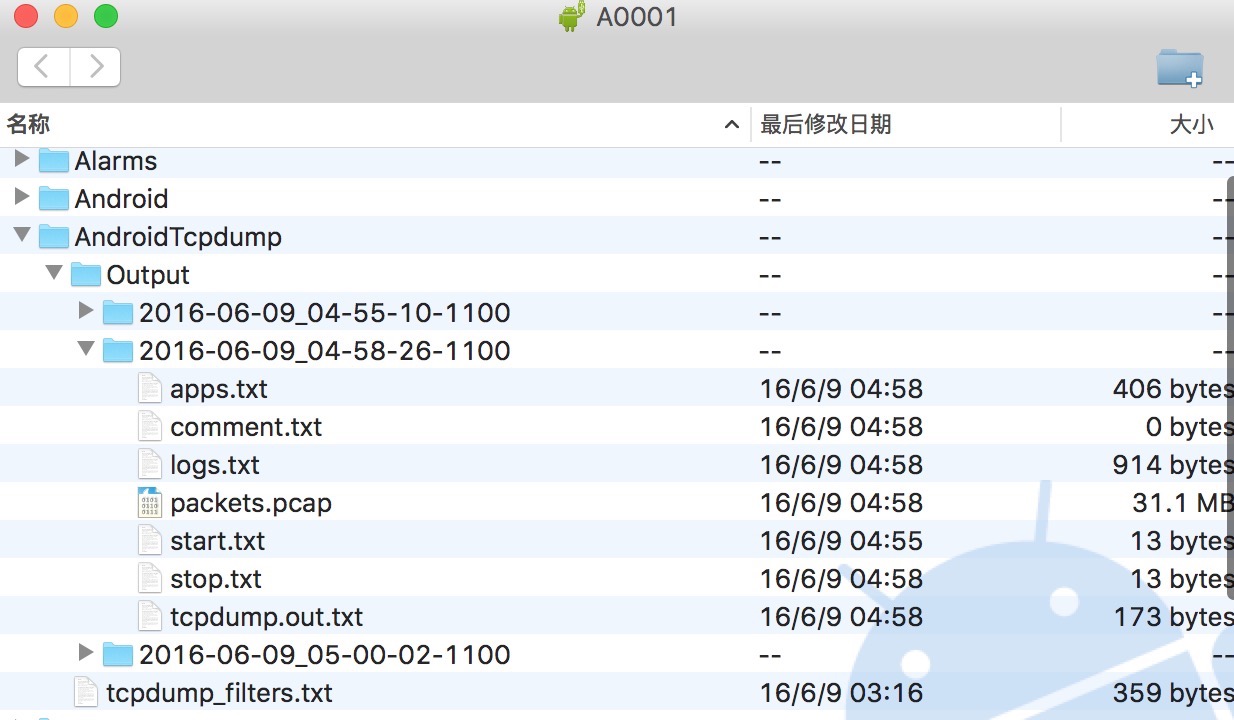 A0001
名称 最后修改日期 大小
Alarms -- --
Android -- --
AndroidTcpdump -- --
Output -- --
2016-06-09_04-55-10-1100 -- --
2016-06-09_04-58-26-1100 -- --
apps.txt 16/6/9 04:58 406 bytes
comment.txt 16/6/9 04:58 0 bytes
logs.txt 16/6/9 04:58 914 bytes
packets.pcap 16/6/9 04:58 31.1 MB
start.txt 16/6/9 04:55 13 bytes
stop.txt 16/6/9 04:58 13 bytes
tcpdump.out.txt 16/6/9 04:58 173 bytes
2016-06-09_05-00-02-1100 -- --
tcpdump_filters.txt 16/6/9 03:16 359 bytes